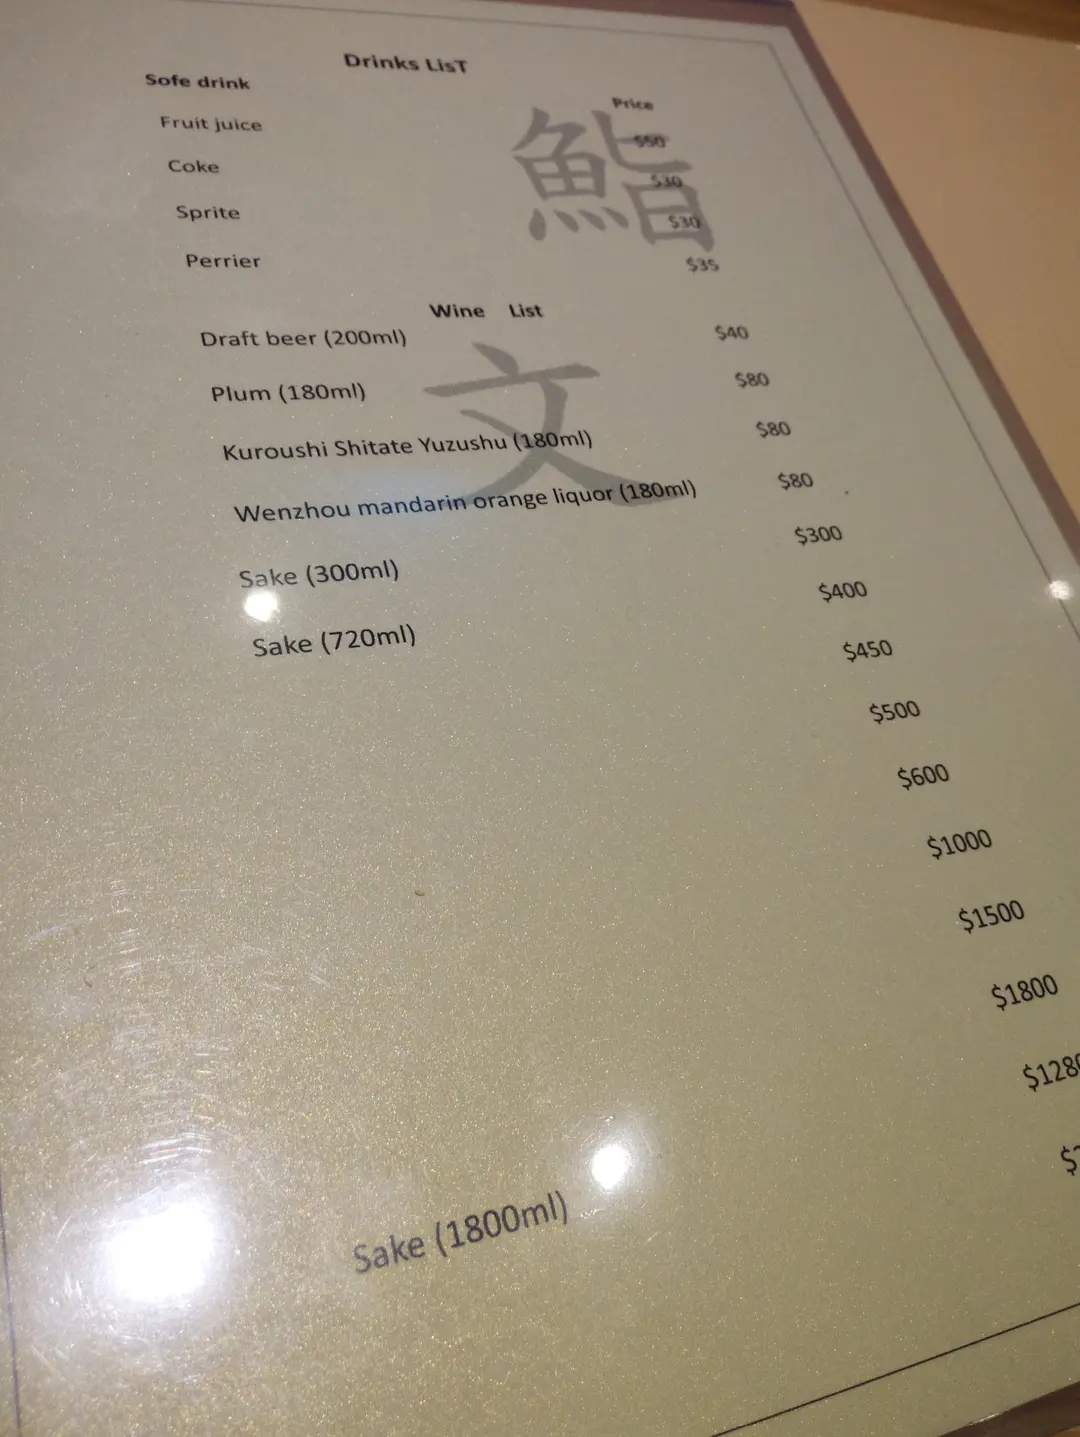 Drinks LisT
Sofe drink Price
Fruit juice $50
Coke $30
Sprite $30
Perrier $35
鮨
Wine List
Draft beer (200ml) $40
Plum (180ml) $80
Kuroushi Shitate Yuzushu (180ml) $80
文
Wenzhou mandarin orange liquor (180ml) $80
Sake (300ml) $300
Sake (720ml) $400
$450
$500
$600
$1000
$1500
$1800
Sake (1800ml)